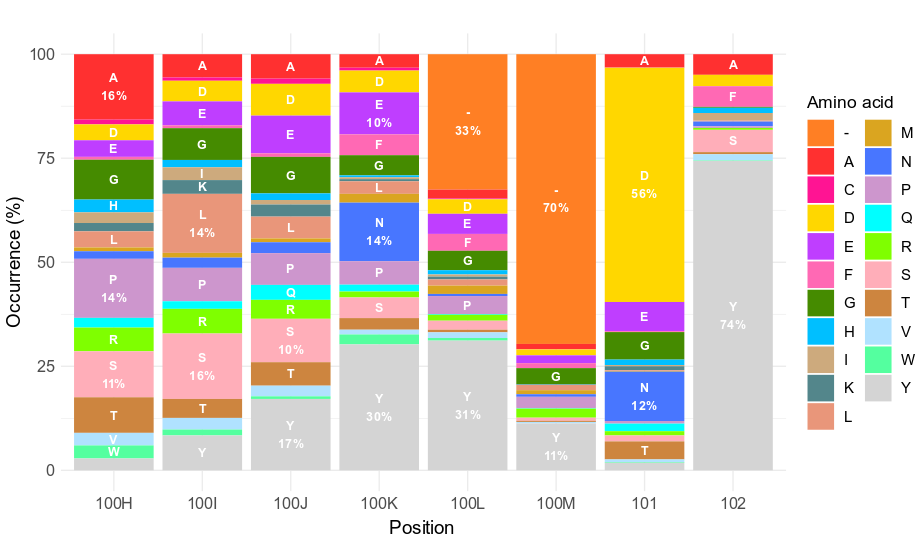 100
75
50
25
0
Occurrence (%)
A
16%
D
E
G
H
L
P
14%
R
S
11%
T
V
W
A
D
E
G
I
K
L
14%
P
R
S
16%
T
Y
A
D
E
G
L
P
Q
R
S
10%
T
Y
17%
A
D
E
10%
F
G
L
N
14%
P
S
Y
30%
-
33%
D
E
F
G
P
Y
31%
-
70%
G
Y
11%
A
D
56%
E
G
N
12%
T
A
F
S
Y
74%
100H 100I 100J 100K 100L 100M 101 102
Position
Amino acid
- M
A N
C P
D Q
E R
F S
G T
H V
I W
K Y
L